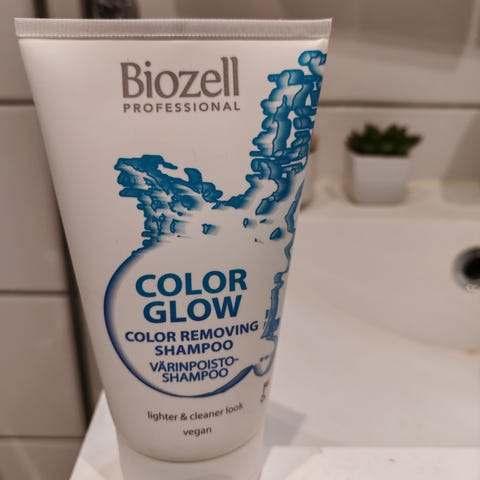 Biozell
PROFESSIONAL
COLOR
GLOW
COLOR REMOVING
SHAMPOO
VÄRINPOISTO-
SHAMPOO
lighter & cleaner look
vegan